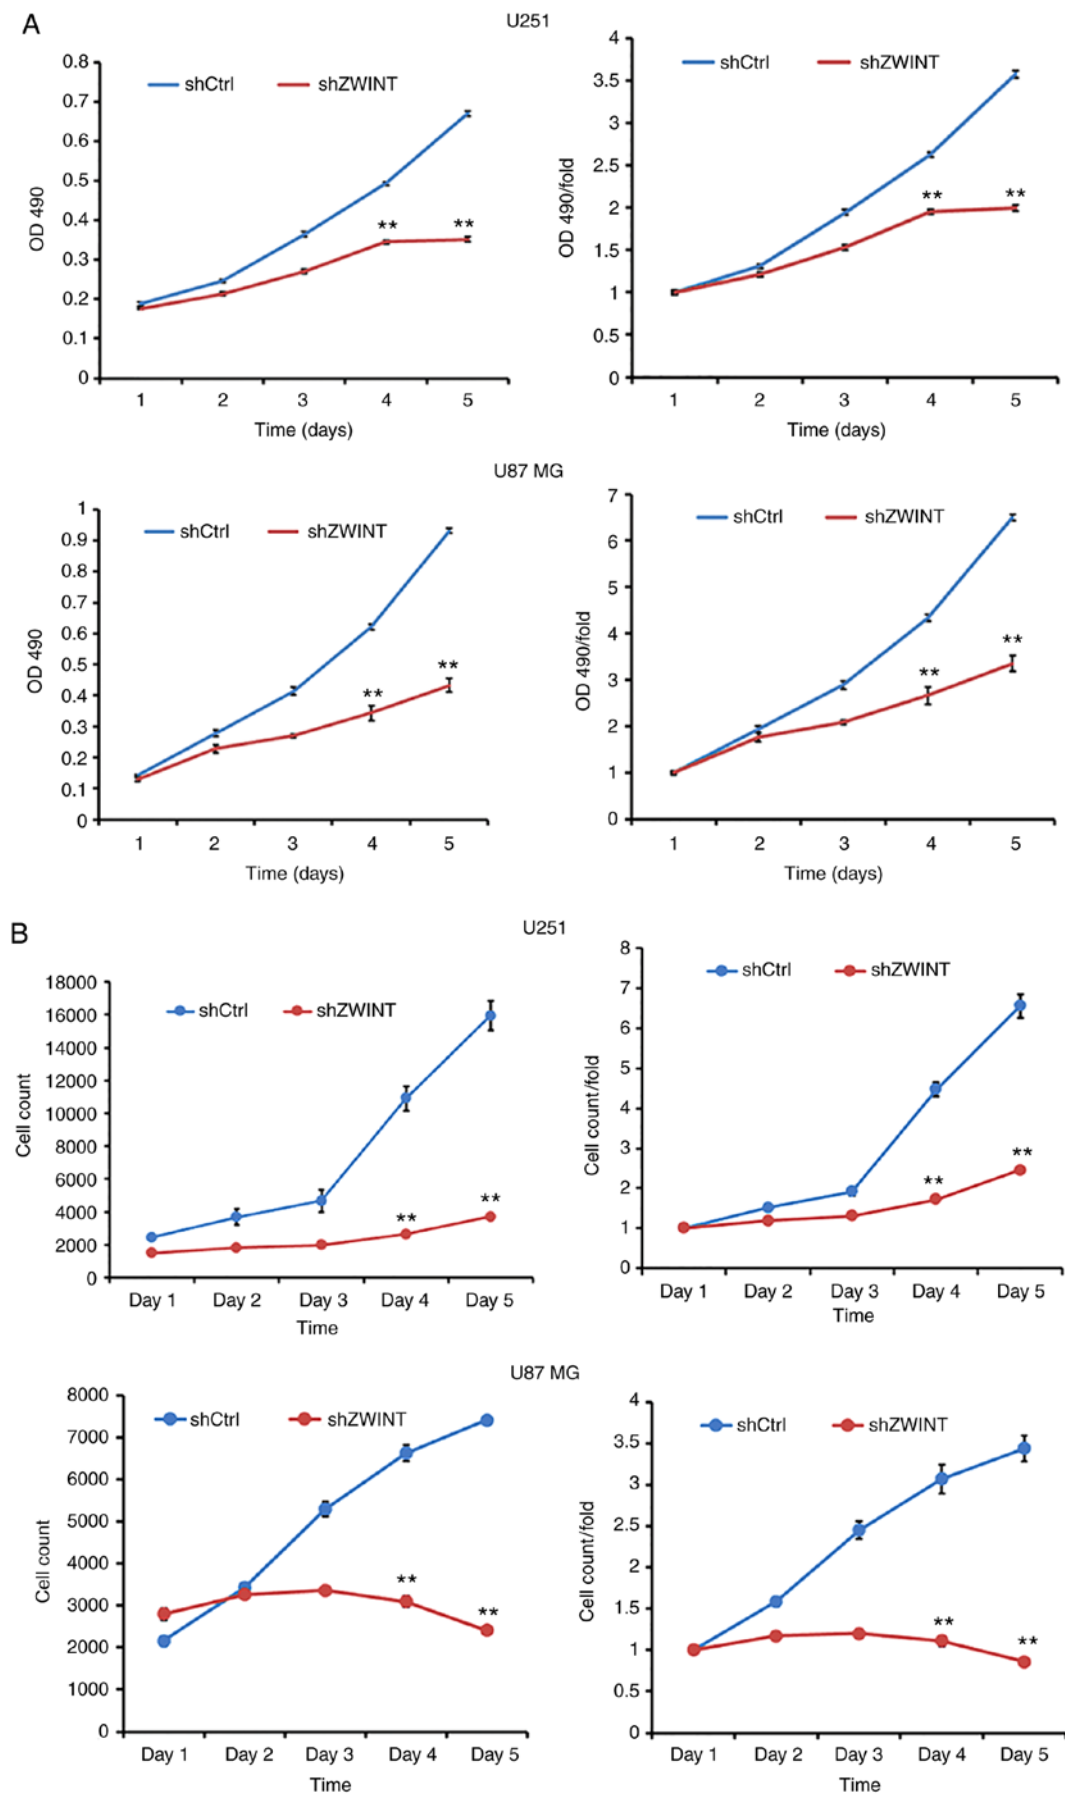 A
U251
0.8
0.7
0.6
0.5
0.4
0.3
0.2
0.1
0
OD 490
shCtrl shZWINT
** **
1 2 3 4 5
Time (days)
4
3.5
3
2.5
2
1.5
1
0.5
0
OD 490/fold
shCtrl shZWINT
** **
1 2 3 4 5
Time (days)
U87 MG
1
0.9
0.8
0.7
0.6
0.5
0.4
0.3
0.2
0.1
0
OD 490
shCtrl shZWINT
** **
1 2 3 4 5
Time (days)
7
6
5
4
3
2
1
0
OD 490/fold
shCtrl shZWINT
** **
1 2 3 4 5
Time (days)
B
U251
18000
16000
14000
12000
10000
8000
6000
4000
2000
0
Cell count
shCtrl shZWINT
** **
Day 1 Day 2 Day 3 Day 4 Day 5
Time
8
7
6
5
4
3
2
1
0
Cell count/fold
shCtrl shZWINT
** **
Day 1 Day 2 Day 3 Day 4 Day 5
Time
U87 MG
8000
7000
6000
5000
4000
3000
2000
1000
0
Cell count
shCtrl shZWINT
** **
Day 1 Day 2 Day 3 Day 4 Day 5
Time
4
3.5
3
2.5
2
1.5
1
0.5
0
Cell count/fold
shCtrl shZWINT
** **
Day 1 Day 2 Day 3 Day 4 Day 5
Time